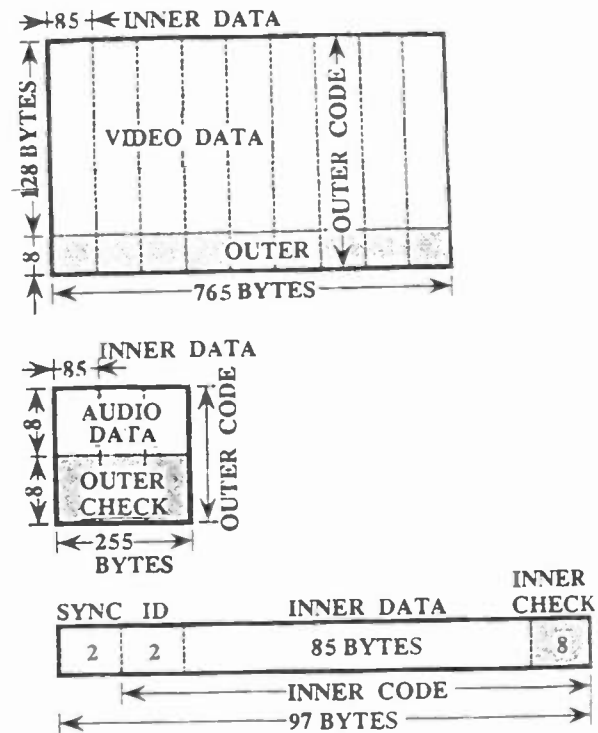 85 INNER DATA
128 BYTES
VIDEO DATA
OUTER CODE
8
OUTER
765 BYTES
INNER DATA
85
8
AUDIO
DATA
OUTER CODE
8
OUTER
CHECK
255
BYTES
SYNC ID INNER DATA INNER
CHECK
2 2 85 BYTES 8
INNER CODE
97 BYTES